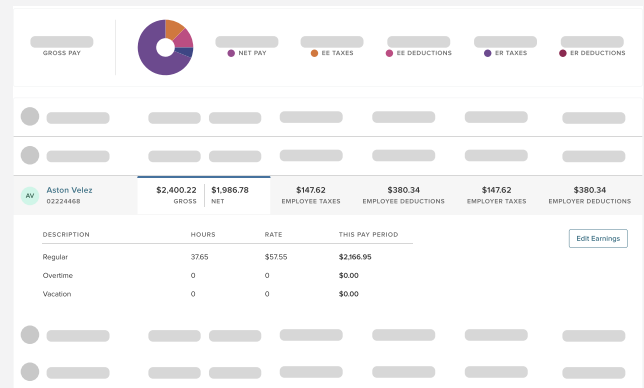 GROSS PAY NET PAY EE TAXES EE DEDUCTIONS ER TAXES ER DEDUCTIONS
AV Aston Velez $2,400.22 $1,986.78 $147.62 $380.34 $147.62 $380.34
02224468 GROSS NET EMPLOYEE TAXES EMPLOYEE DEDUCTIONS EMPLOYER TAXES EMPLOYER DEDUCTIONS
DESCRIPTION HOURS RATE THIS PAY PERIOD Edit Earnings
Regular 37.65 $57.55 $2,166.95
Overtime 0 0 $0.00
Vacation 0 0 $0.00